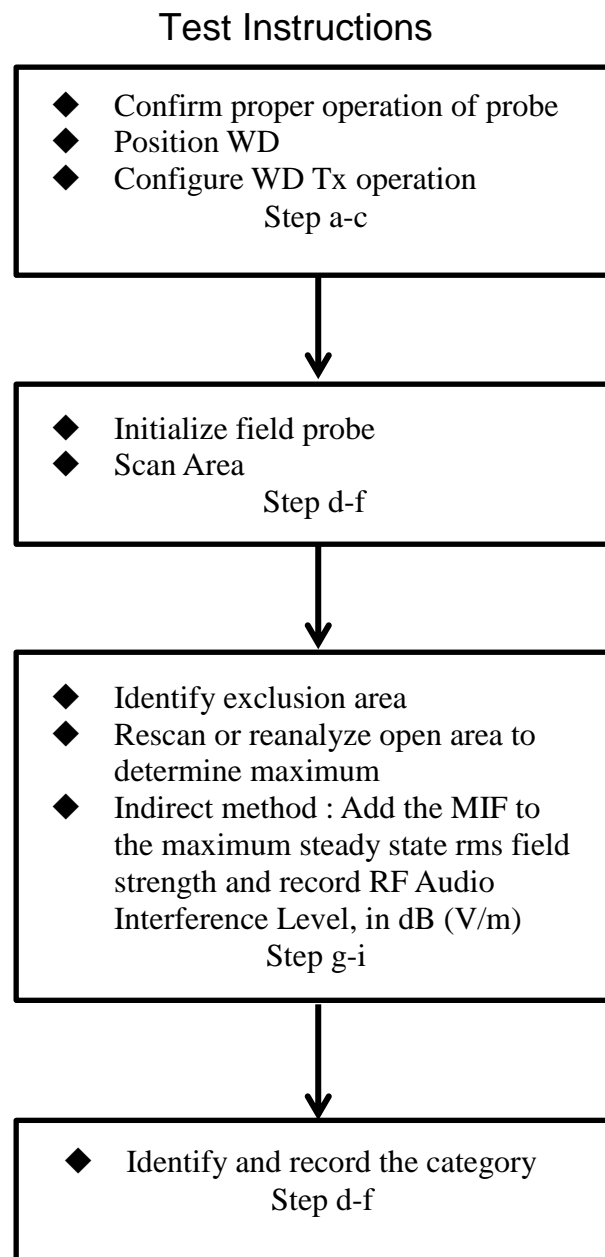 Test Instructions
◆ Confirm proper operation of probe
◆ Position WD
◆ Configure WD Tx operation
Step a-c
◆ Initialize field probe
◆ Scan Area
Step d-f
◆ Identify exclusion area
◆ Rescan or reanalyze open area to
determine maximum
◆ Indirect method : Add the MIF to
the maximum steady state rms field
strength and record RF Audio
Interference Level, in dB (V/m)
Step g-i
◆ Identify and record the category
Step d-f